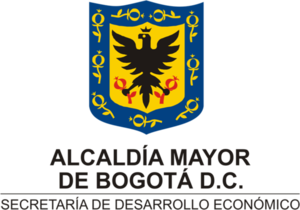 ALCALDÍA MAYOR
DE BOGOTÁ D.C.
SECRETARÍA DE DESARROLLO ECONÓMICO